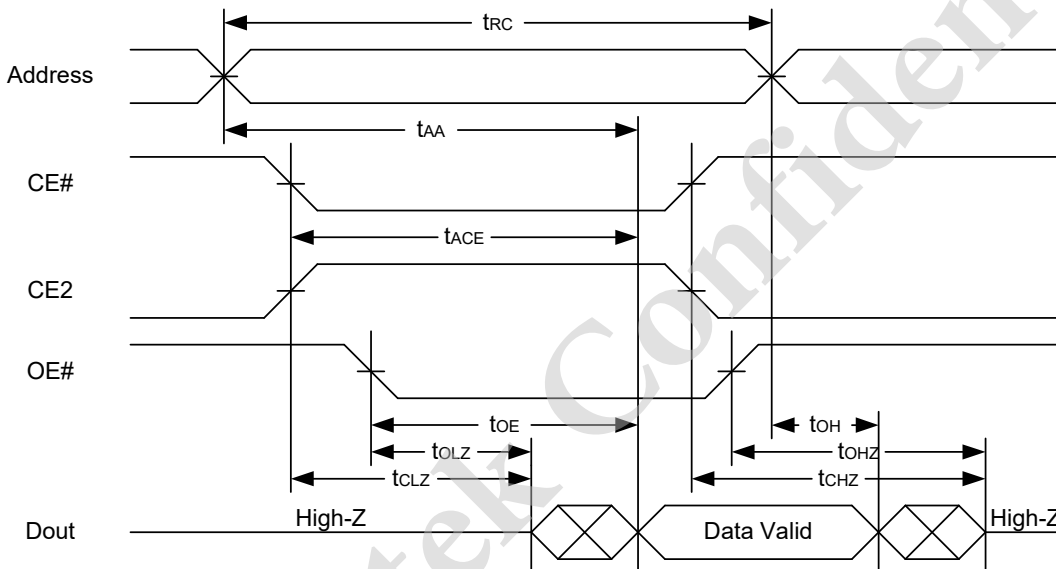 tRC
Address
tAA
CE#
tACE
CE2
OE#
tOE
tOH
tOLZ
tOHZ
tCLZ
tCHZ
High-Z
Dout
Data Valid
High-Z